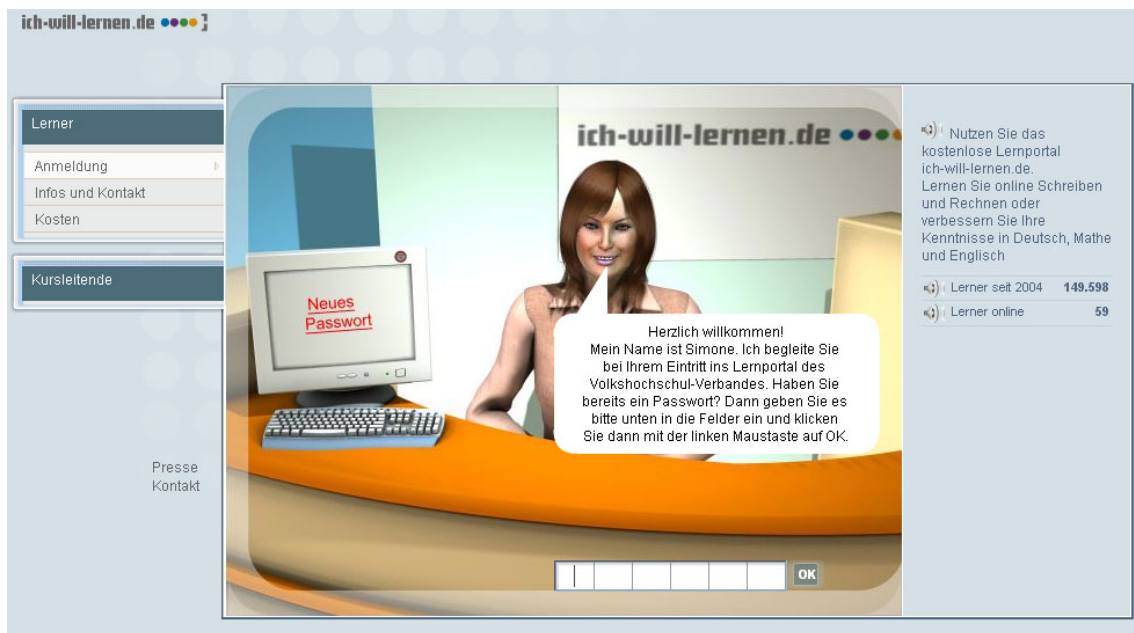 ich-will-lernen.de
Lerner
Anmeldung
Infos und Kontakt
Kosten
Kursleitende
Presse
Kontakt
ich-will-lernen.de
Neues
Passwort
Herzlich willkommen!
Mein Name ist Simone. Ich begleite Sie
bei Ihrem Eintritt ins Lernportal des
Volkshochschul-Verbandes. Haben Sie
bereits ein Passwort? Dann geben Sie es
bitte unten in die Felder ein und klicken
Sie dann mit der linken Maustaste auf OK.
OK
Nutzen Sie das
kostenlose Lernportal
ich-will-lernen.de.
Lernen Sie online Schreiben
und Rechnen oder
verbessern Sie Ihre
Kenntnisse in Deutsch, Mathe
und Englisch
Lerner seit 2004 149.598
Lerner online 59